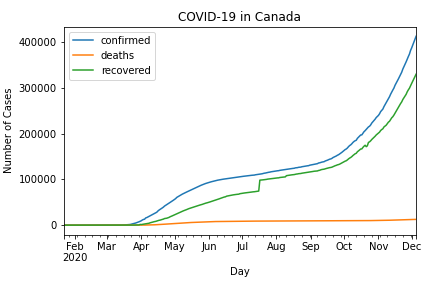 COVID-19 in Canada
confirmed
deaths
recovered
Number of Cases
400000
300000
200000
100000
0
Feb Mar Apr May Jun Jul Aug Sep Oct Nov Dec
2020
Day